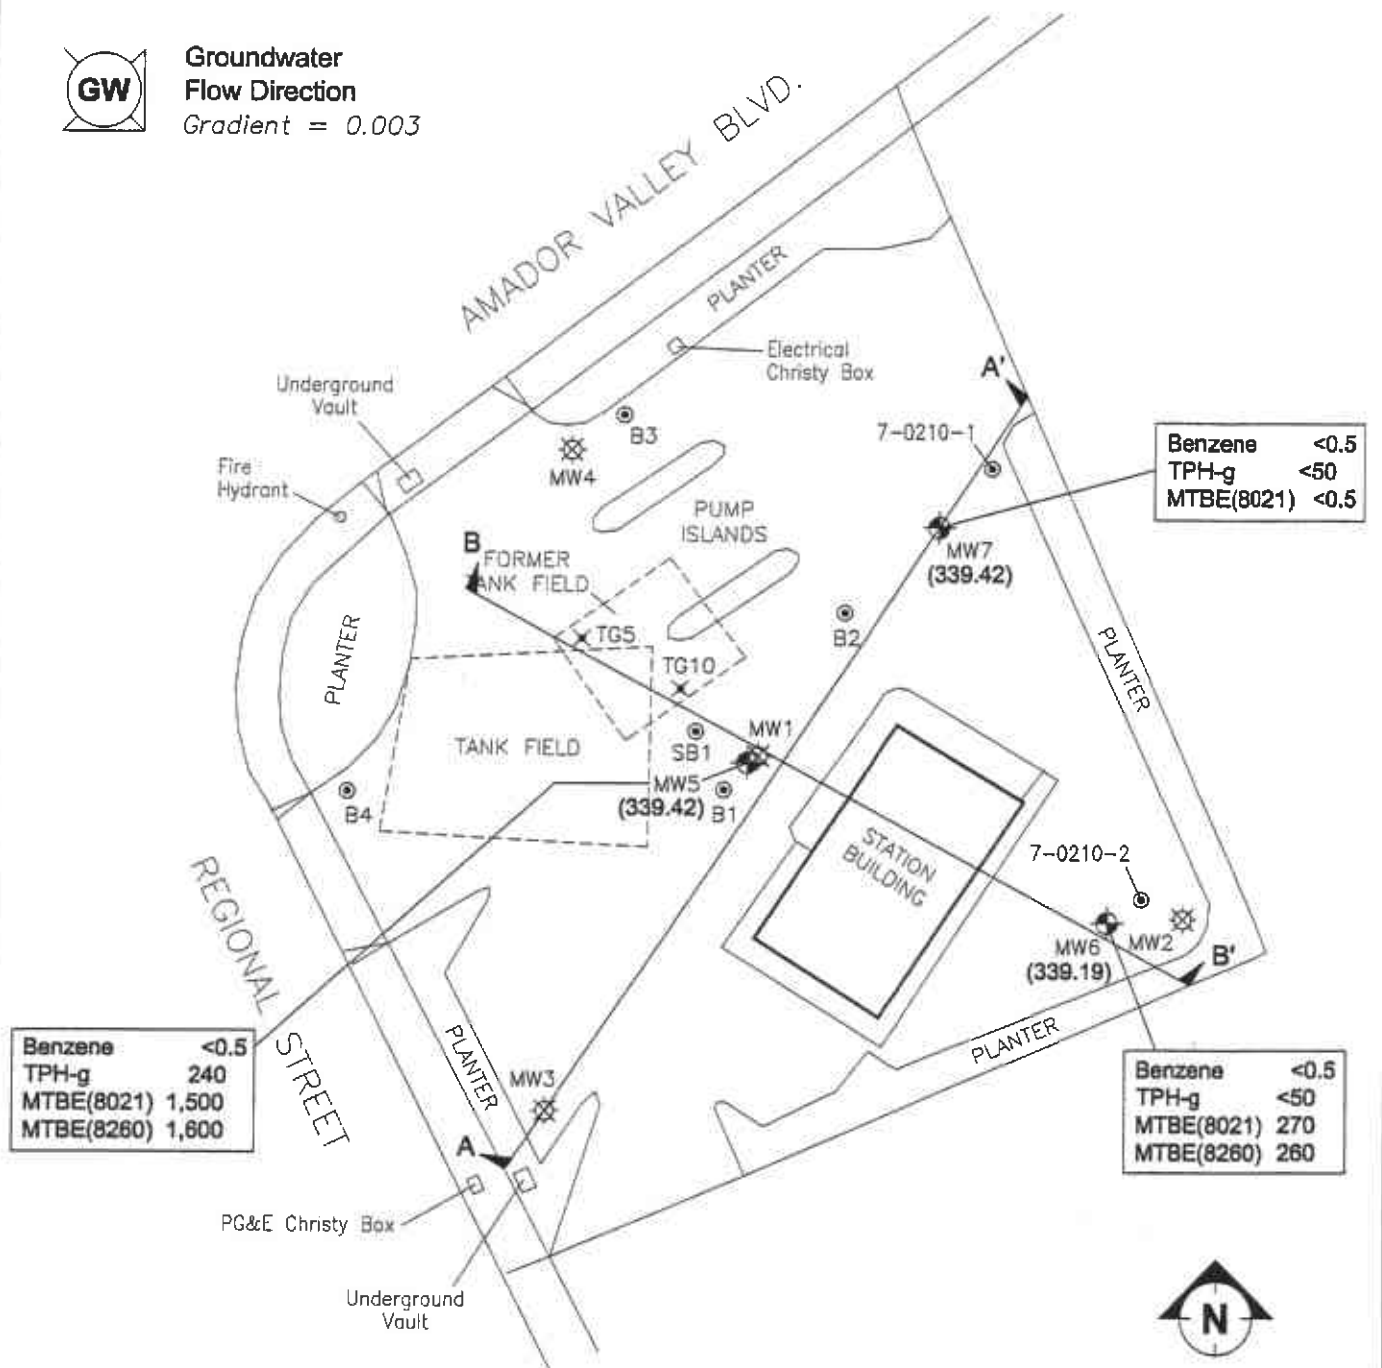 GW
Groundwater
Flow Direction
Gradient = 0.003
AMADOR VALLEY BLVD.
PLANTER
Electrical
Christy Box
Underground
Vault
Fire
Hydrant
B3
MW4
A'
7-0210-1
Benzene <0.5
TPH-g <50
MTBE(8021) <0.5
PUMP
ISLANDS
B
FORMER
TANK FIELD
MW7
(339.42)
B2
TG5
TG10
PLANTER
PLANTER
TANK FIELD
SB1
MW1
MW5
(339.42)
B1
B4
STATION
BUILDING
7-0210-2
MW6
(339.19)
MW2
B'
REGIONAL STREET
PLANTER
PLANTER
MW3
A
Benzene <0.5
TPH-g 240
MTBE(8021) 1,500
MTBE(8260) 1,600
Benzene <0.5
TPH-g <50
MTBE(8021) 270
MTBE(8260) 260
PG&E Christy Box
Underground
Vault
N